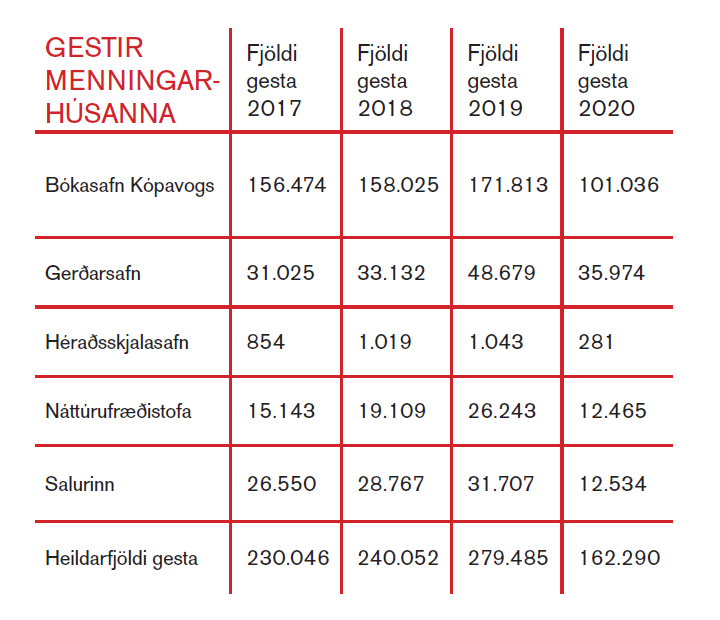 GESTIR
MENNINGAR-
HÚSANNA
Fjöldi gesta 2017
Fjöldi gesta 2018
Fjöldi gesta 2019
Fjöldi gesta 2020
Bókasafn Kópavogs 156.474 158.025 171.813 101.036
Gerðarsafn 31.025 33.132 48.679 35.974
Héraðsskjalasafn 854 1.019 1.043 281
Náttúrufræðistofa 15.143 19.109 26.243 12.465
Salurinn 26.550 28.767 31.707 12.534
Heildarfjöldi gesta 230.046 240.052 279.485 162.290